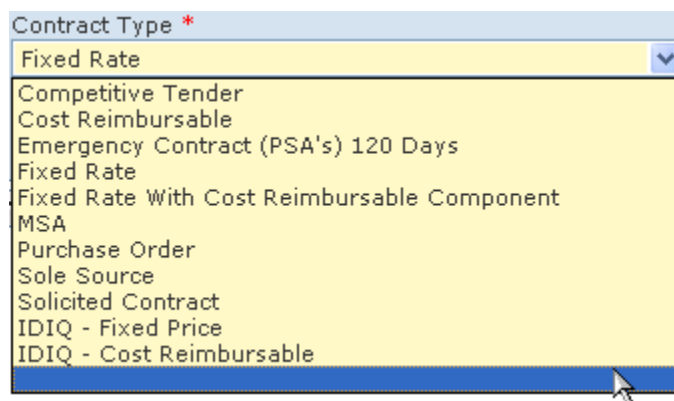 Contract Type *
Fixed Rate
Competitive Tender
Cost Reimbursable
Emergency Contract (PSA's) 120 Days
Fixed Rate
Fixed Rate With Cost Reimbursable Component
MSA
Purchase Order
Sole Source
Solicited Contract
IDIQ - Fixed Price
IDIQ - Cost Reimbursable